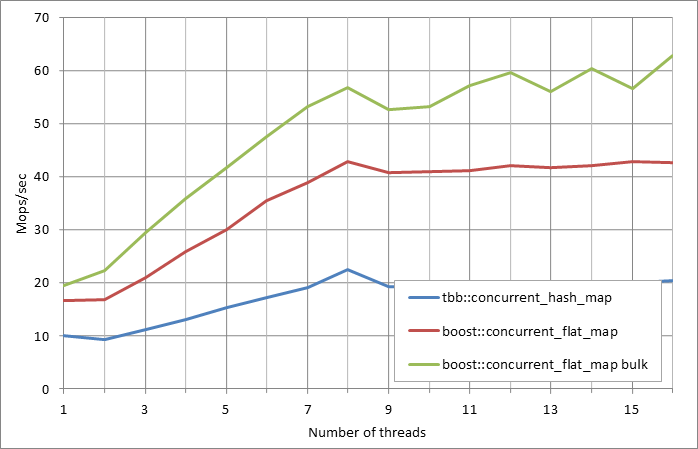 70
60
50
40
30
20
10
0
Mops/sec
tbb::concurrent_hash_map
boost::concurrent_flat_map
boost::concurrent_flat_map bulk
1 3 5 7 9 11 13 15
Number of threads